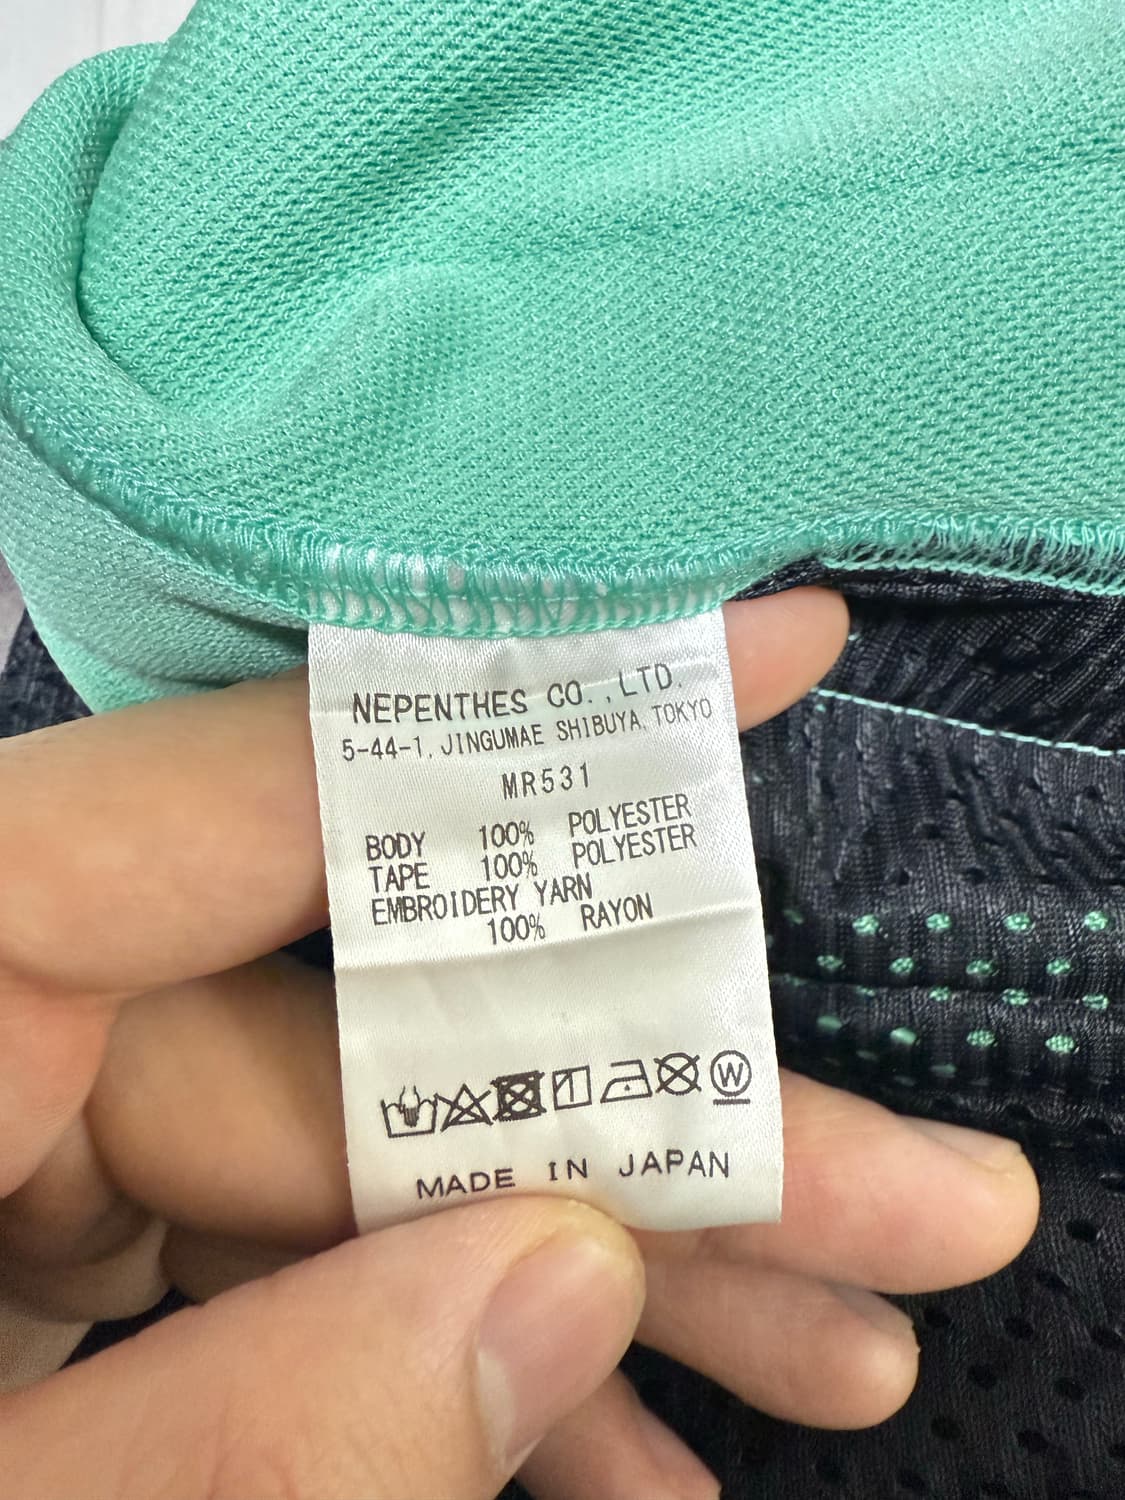 NEPENTHES CO.,LTD.
5-44-1, JINGUMAE SHIBUYA, TOKYO
MR531
BODY 100% POLYESTER
TAPE 100% POLYESTER
EMBROIDERY YARN
100% RAYON
W
MADE IN JAPAN